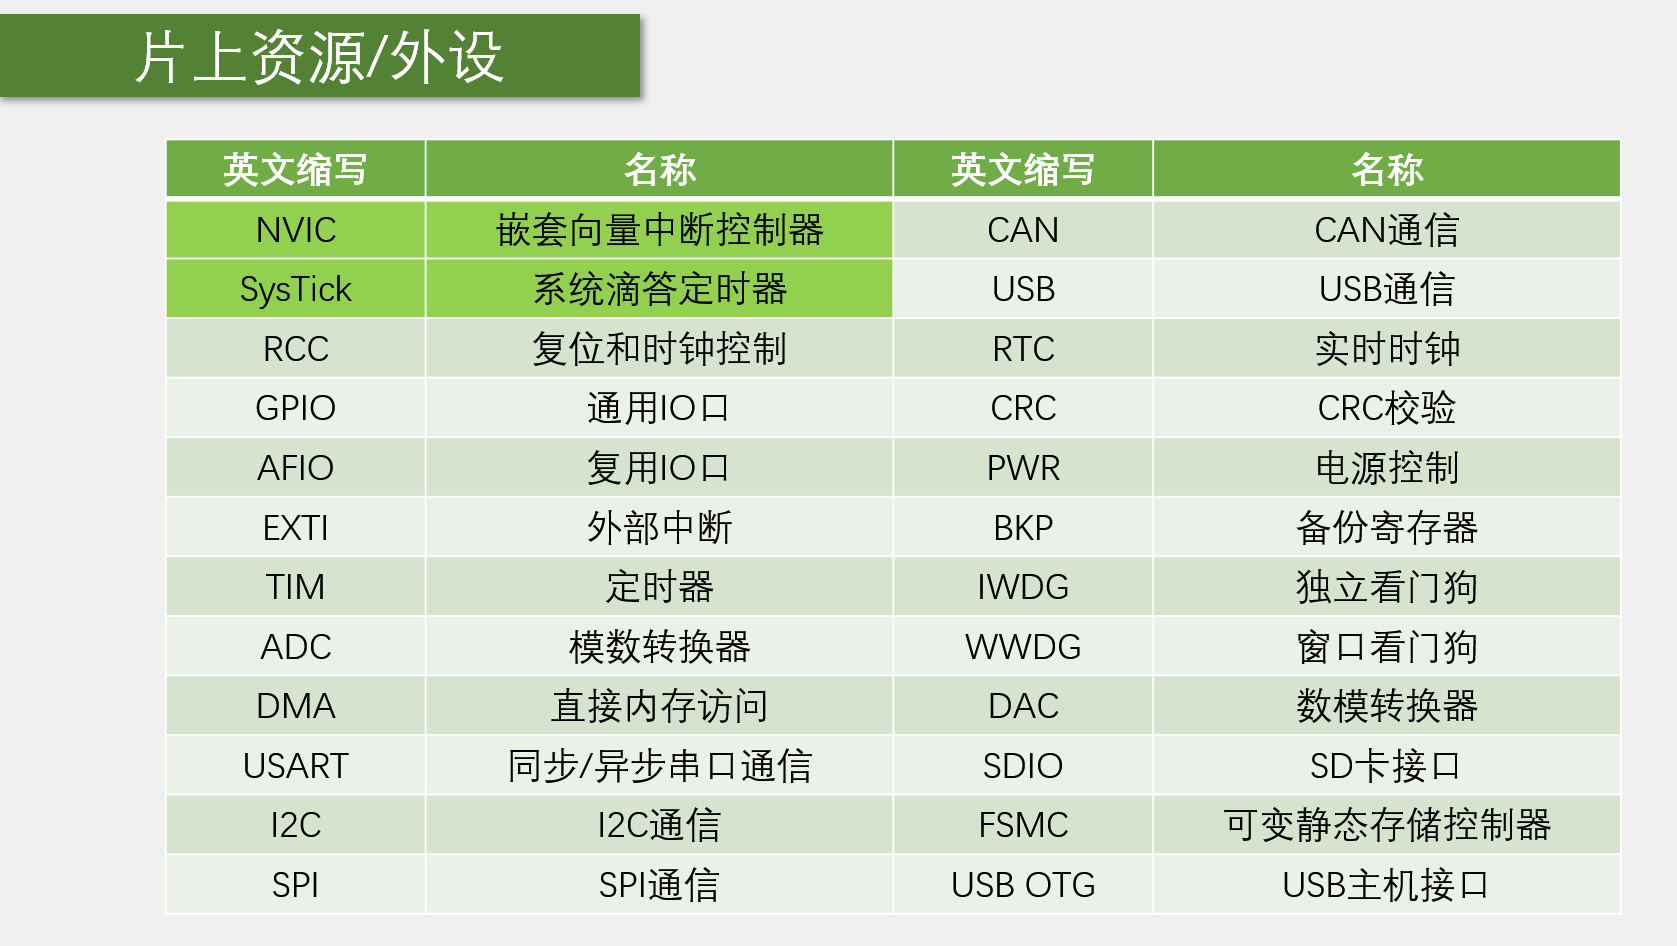 片上资源/外设
英文缩写 名称 英文缩写 名称
NVIC 嵌套向量中断控制器 CAN CAN通信
SysTick 系统滴答定时器 USB USB通信
RCC 复位和时钟控制 RTC 实时时钟
GPIO 通用IO口 CRC CRC校验
AFIO 复用IO口 PWR 电源控制
EXTI 外部中断 BKP 备份寄存器
TIM 定时器 IWDG 独立看门狗
ADC 模数转换器 WWDG 窗口看门狗
DMA 直接内存访问 DAC 数模转换器
USART 同步/异步串口通信 SDIO SD卡接口
I2C I2C通信 FSMC 可变静态存储控制器
SPI SPI通信 USB OTG USB主机接口